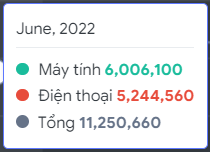 June, 2022
Máy tính 6,006,100
Điện thoại 5,244,560
Tổng 11,250,660